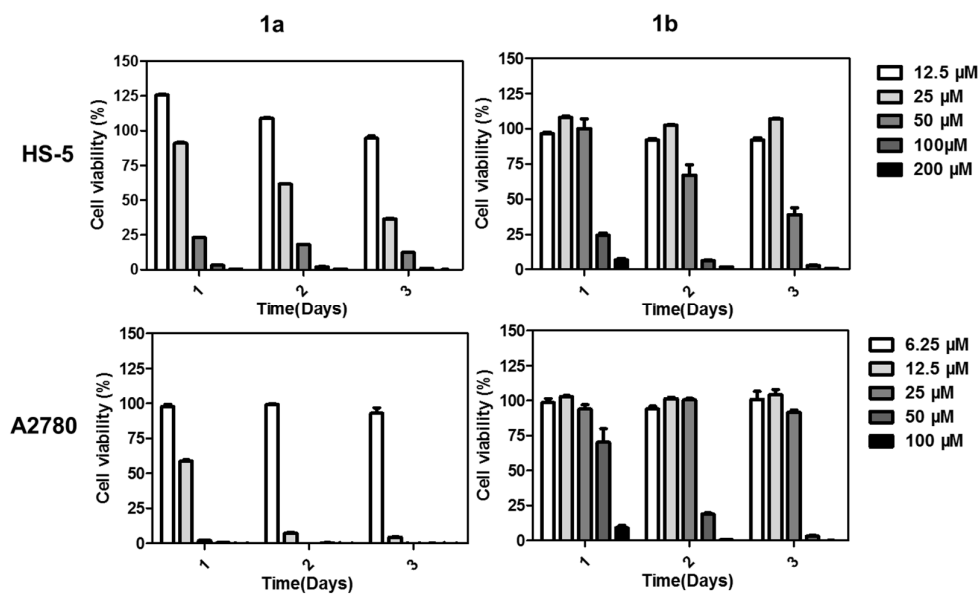 1a
1b
HS-5
Cell viability (%)
150
125
100
75
50
25
0
1
2
3
Time(Days)
Cell viability (%)
150
125
100
75
50
25
0
1
2
3
Time(Days)
12.5 µM
25 µM
50 µM
100µM
200 µM
A2780
Cell viability (%)
150
125
100
75
50
25
0
1
2
3
Time(Days)
Cell viability (%)
150
125
100
75
50
25
0
1
2
3
Time(Days)
6.25 µM
12.5 µM
25 µM
50 µM
100 µM